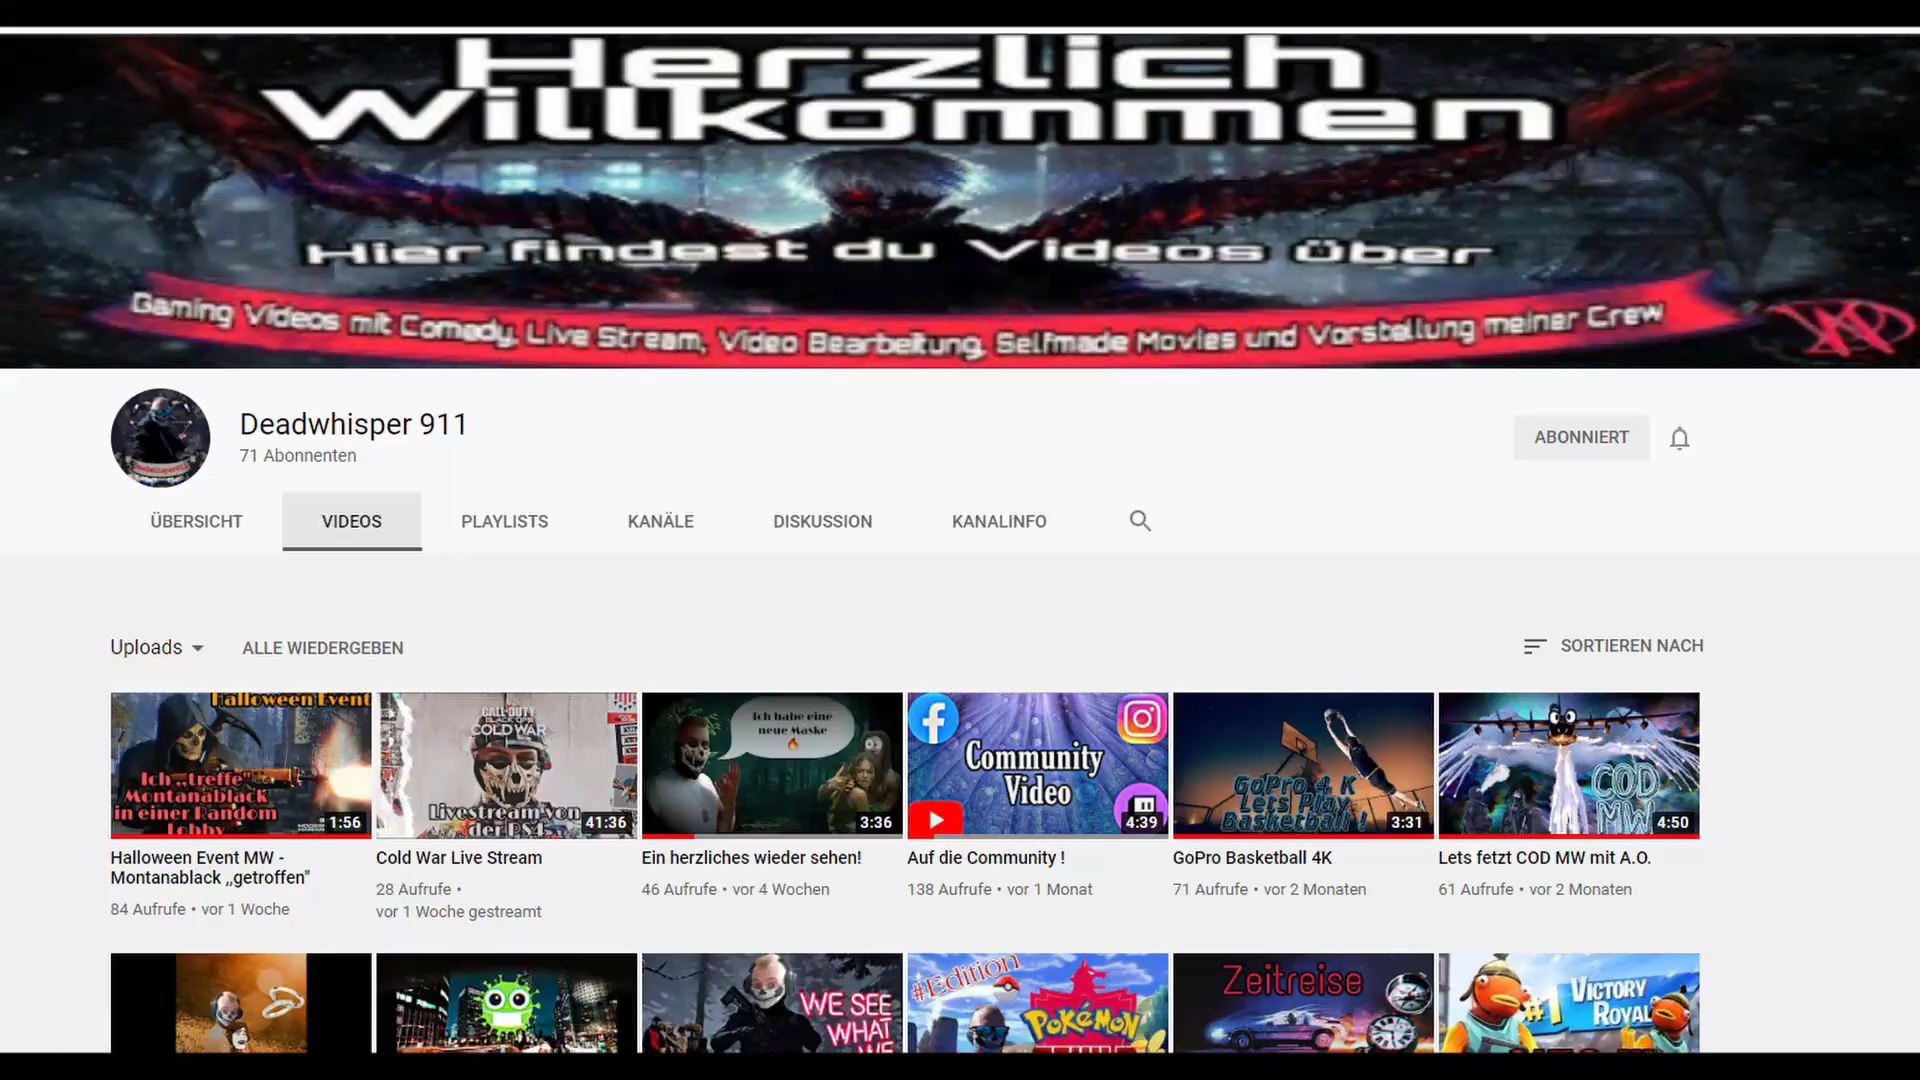 Herzlich
Willkommen
Hier findest du Videos über
Gaming Videos mit Comedy, Live Stream, Video Bearbeitung, Selfmade Movies und Vorstellung meiner Crew
Deadwhisper 911
71 Abonnenten
ABONNIERT
ÜBERSICHT
VIDEOS
PLAYLISTS
KANÄLE
DISKUSSION
KANALINFO
Uploads
ALLE WIEDERGEBEN
SORTIEREN NACH
Halloween Event
Ich „treffe"
Montanablack
in einer Random
Lobby
1:56
Halloween Event MW -
Montanablack ,,getroffen"
84 Aufrufe • vor 1 Woche
CALL OF DUTY
BLACK OPS
COLD WAR
Livestream von
der PS4
41:36
Cold War Live Stream
28 Aufrufe •
vor 1 Woche gestreamt
Ich habe eine
neue Maske
3:36
Ein herzliches wieder sehen!
46 Aufrufe • vor 4 Wochen
Community
Video
4:39
Auf die Community !
138 Aufrufe • vor 1 Monat
GoPro 4 K
Lets Play
Basketball !
3:31
GoPro Basketball 4K
71 Aufrufe • vor 2 Monaten
COD
MW
4:50
Lets fetzt COD MW mit A.O.
61 Aufrufe • vor 2 Monaten
WE SEE
WHAT
WE
#Edition
POKÉMON
Zeitreise
#1 VICTORY
ROYAL